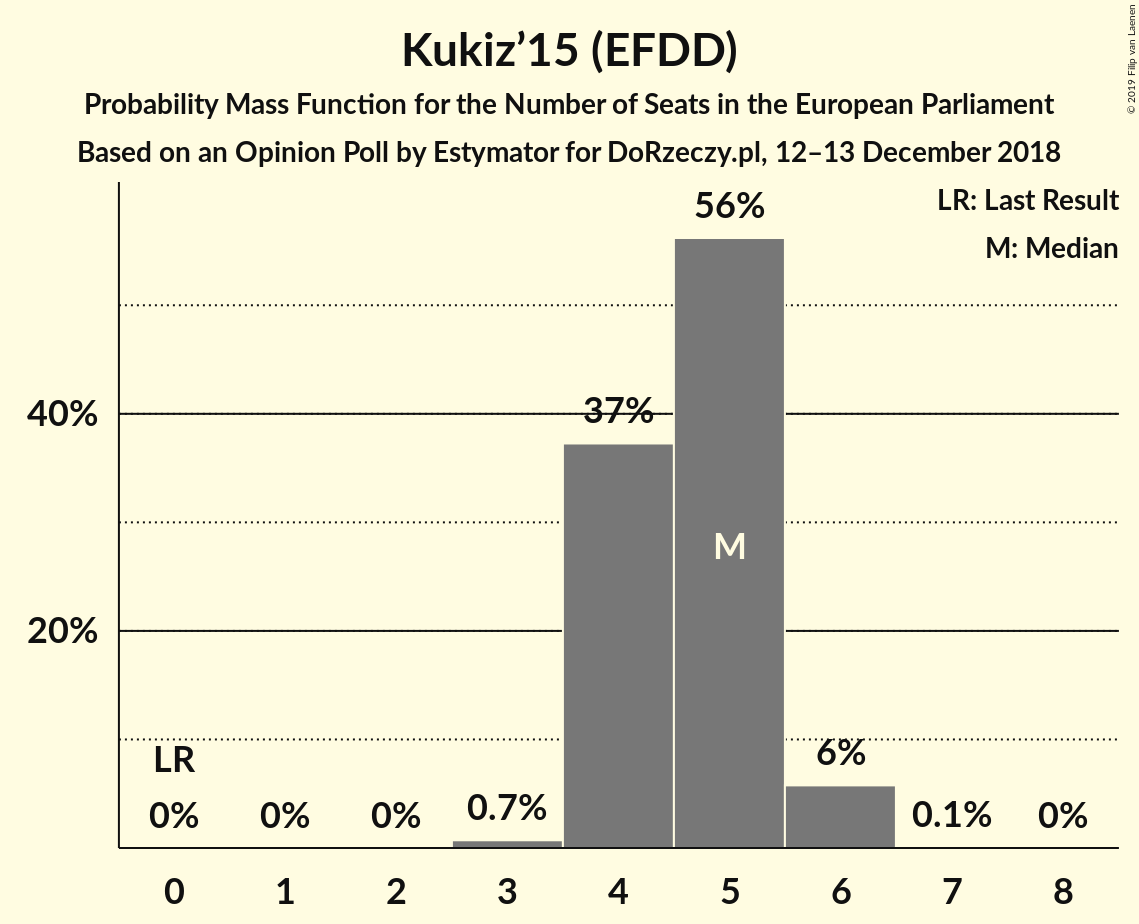 Kukiz’15 (EFDD)
Probability Mass Function for the Number of Seats in the European Parliament
Based on an Opinion Poll by Estymator for DoRzeczy.pl, 12–13 December 2018
© 2019 Filip van Laenen
LR: Last Result
M: Median
56%
40%
37%
M
20%
LR
0%
0%
0%
0.7%
6%
0.1%
0%
0 1 2 3 4 5 6 7 8